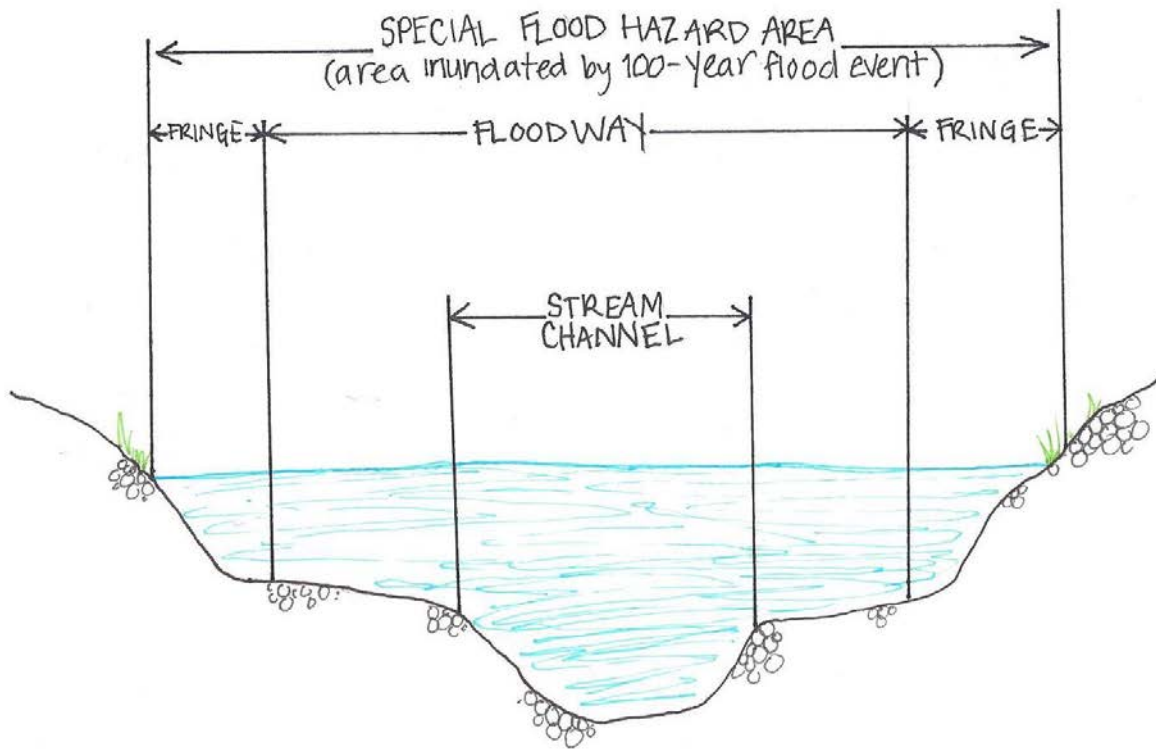 SPECIAL FLOOD HAZARD AREA
(area inundated by 100-year flood event)
FRINGE
FLOODWAY
FRINGE
STREAM
CHANNEL